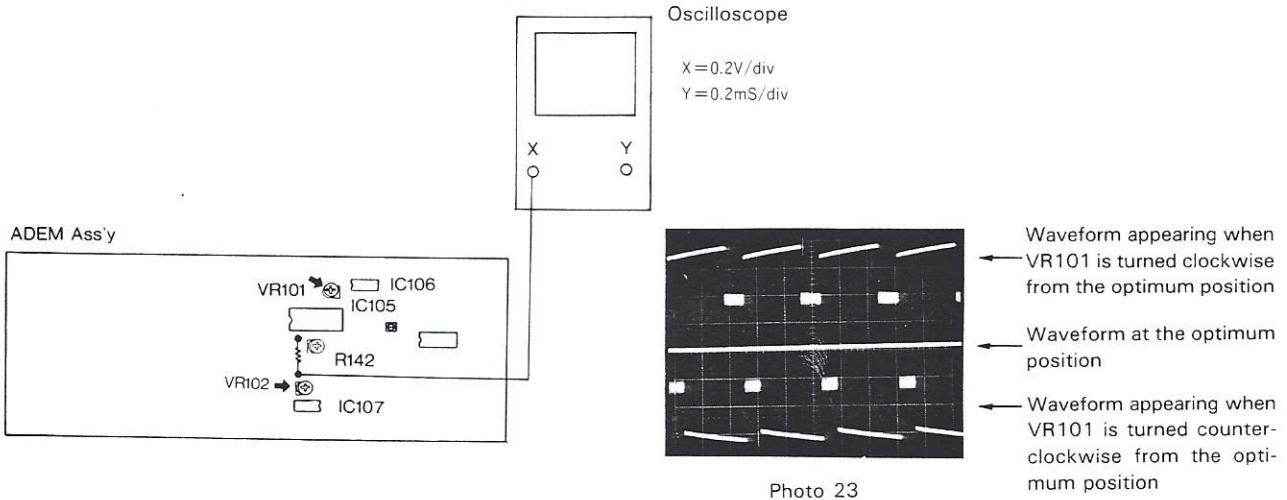 Oscilloscope
X=0.2V/div
Y=0.2mS/div
X
Y
ADEM Ass'y
VR101
IC106
IC105
R142
VR102
IC107
Waveform appearing when
VR101 is turned clockwise
from the optimum position
Waveform at the optimum
position
Waveform appearing when
VR101 is turned counter-
clockwise from the opti-
mum position
Photo 23